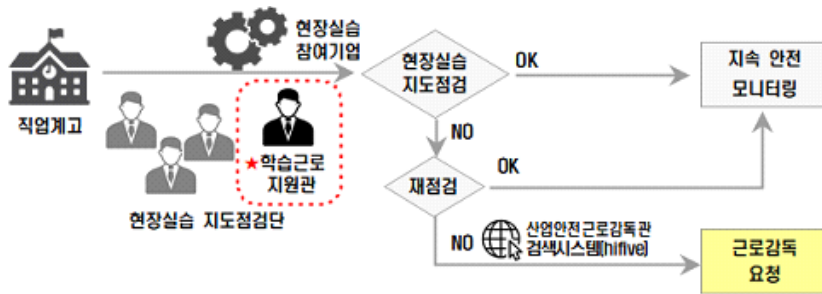 현장실습
참여기업
직업계고
★학습근로
지원관
현장실습 지도점검단
현장실습
지도점검
OK
지속 안전
모니터링
NO
재점검
OK
NO
산업안전근로감독관
검색시스템(hifive)
근로감독
요청